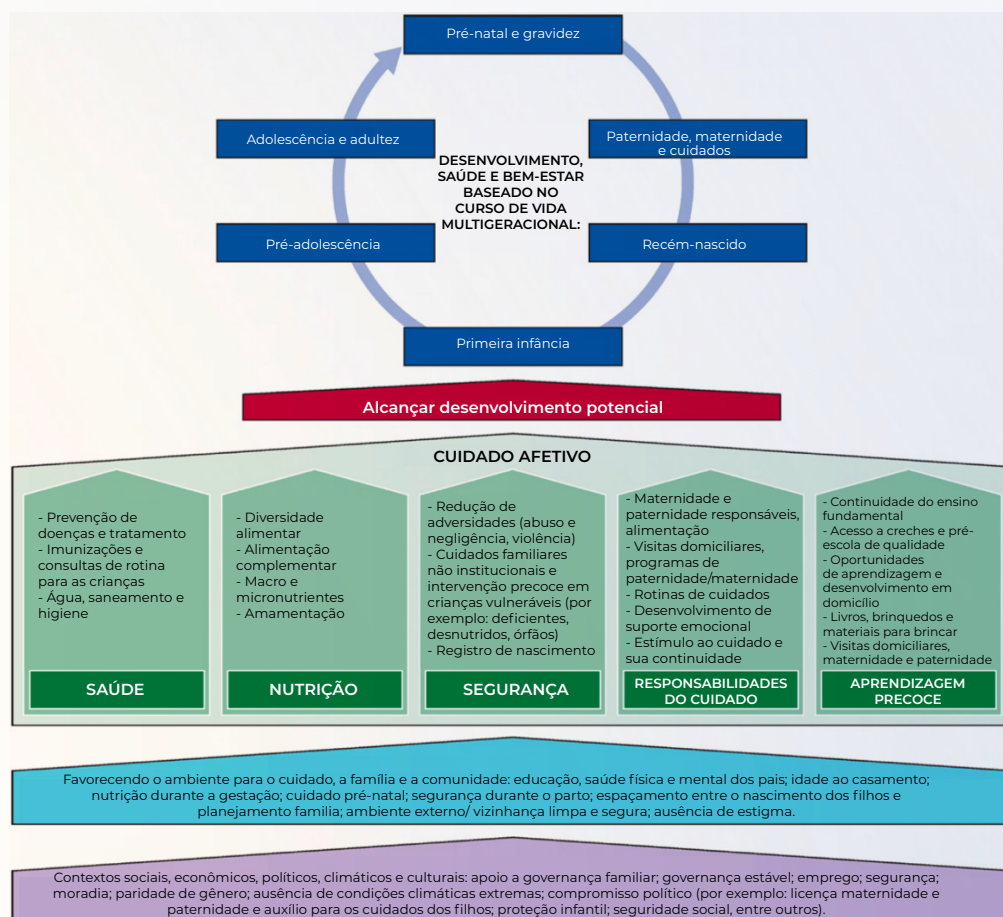 Pré-natal e gravidez
Adolescência e adultez
Paternidade, maternidade
e cuidados
DESENVOLVIMENTO,
SAÚDE E BEM-ESTAR
BASEADO NO
CURSO DE VIDA
MULTIGERACIONAL:
Pré-adolescência
Recém-nascido
Primeira infância
Alcançar desenvolvimento potencial
CUIDADO AFETIVO
- Prevenção de
doenças e tratamento
- Imunizações e
consultas de rotina
para as crianças
- Água, saneamento e
higiene
SAÚDE
- Diversidade
alimentar
- Alimentação
complementar
- Macro e
micronutrientes
- Amamentação
NUTRIÇÃO
- Redução de
adversidades (abuso e
negligência, violência)
- Cuidados familiares
não institucionais e
intervenção precoce em
crianças vulneráveis (por
exemplo: deficientes,
desnutridos, órfãos)
- Registro de nascimento
SEGURANÇA
- Maternidade e
paternidade responsáveis,
alimentação
- Visitas domiciliares,
programas de
paternidade/maternidade
- Rotinas de cuidados
- Desenvolvimento de
suporte emocional
- Estímulo ao cuidado e
sua continuidade
RESPONSABILIDADES
DO CUIDADO
- Continuidade do ensino
fundamental
- Acesso a creches e pré-
escola de qualidade
- Oportunidades
de aprendizagem e
desenvolvimento em
domicílio
- Livros, brinquedos e
materiais para brincar
- Visitas domiciliares,
maternidade e paternidade
APRENDIZAGEM
PRECOCE
Favorecendo o ambiente para o cuidado, a família e a comunidade: educação, saúde física e mental dos pais; idade ao casamento;
nutrição durante a gestação; cuidado pré-natal; segurança durante o parto; espaçamento entre o nascimento dos filhos e
planejamento família; ambiente externo/ vizinhança limpa e segura; ausência de estigma.
Contextos sociais, econômicos, políticos, climáticos e culturais: apoio a governança familiar; governança estável; emprego; segurança;
moradia; paridade de gênero; ausência de condições climáticas extremas; compromisso político (por exemplo: licença maternidade e
paternidade e auxílio para os cuidados dos filhos; proteção infantil; seguridade social, entre outros).